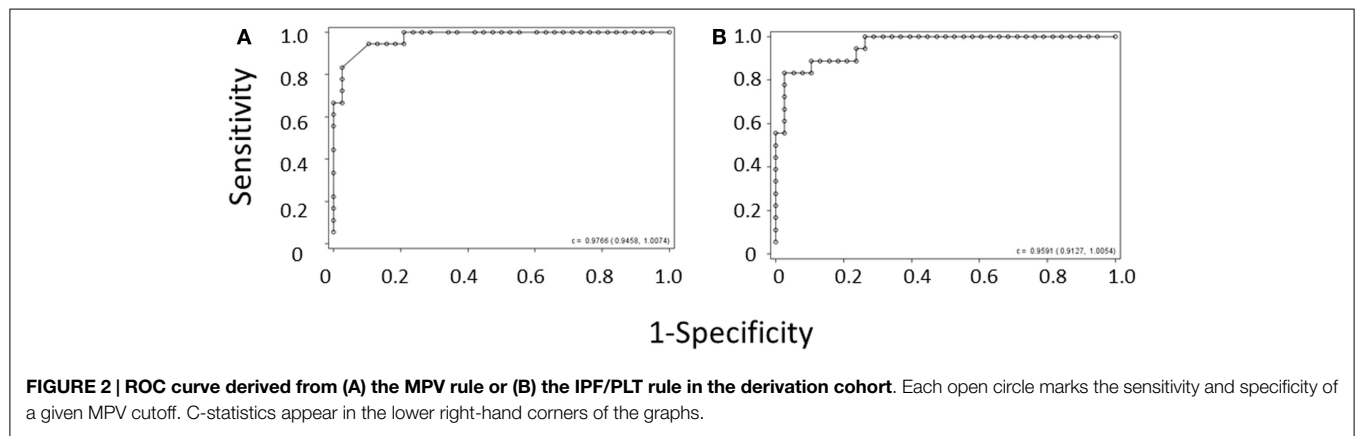 A
B
Sensitivity
1.0
0.8
0.6
0.4
0.2
0
c = 0.9766 (0.9458, 1.0074)
0 0.2 0.4 0.6 0.8 1.0
1.0
0.8
0.6
0.4
0.2
0
c = 0.9591 (0.9127, 1.0054)
0 0.2 0.4 0.6 0.8 1.0
1-Specificity
FIGURE 2 | ROC curve derived from (A) the MPV rule or (B) the IPF/PLT rule in the derivation cohort. Each open circle marks the sensitivity and specificity of
a given MPV cutoff. C-statistics appear in the lower right-hand corners of the graphs.